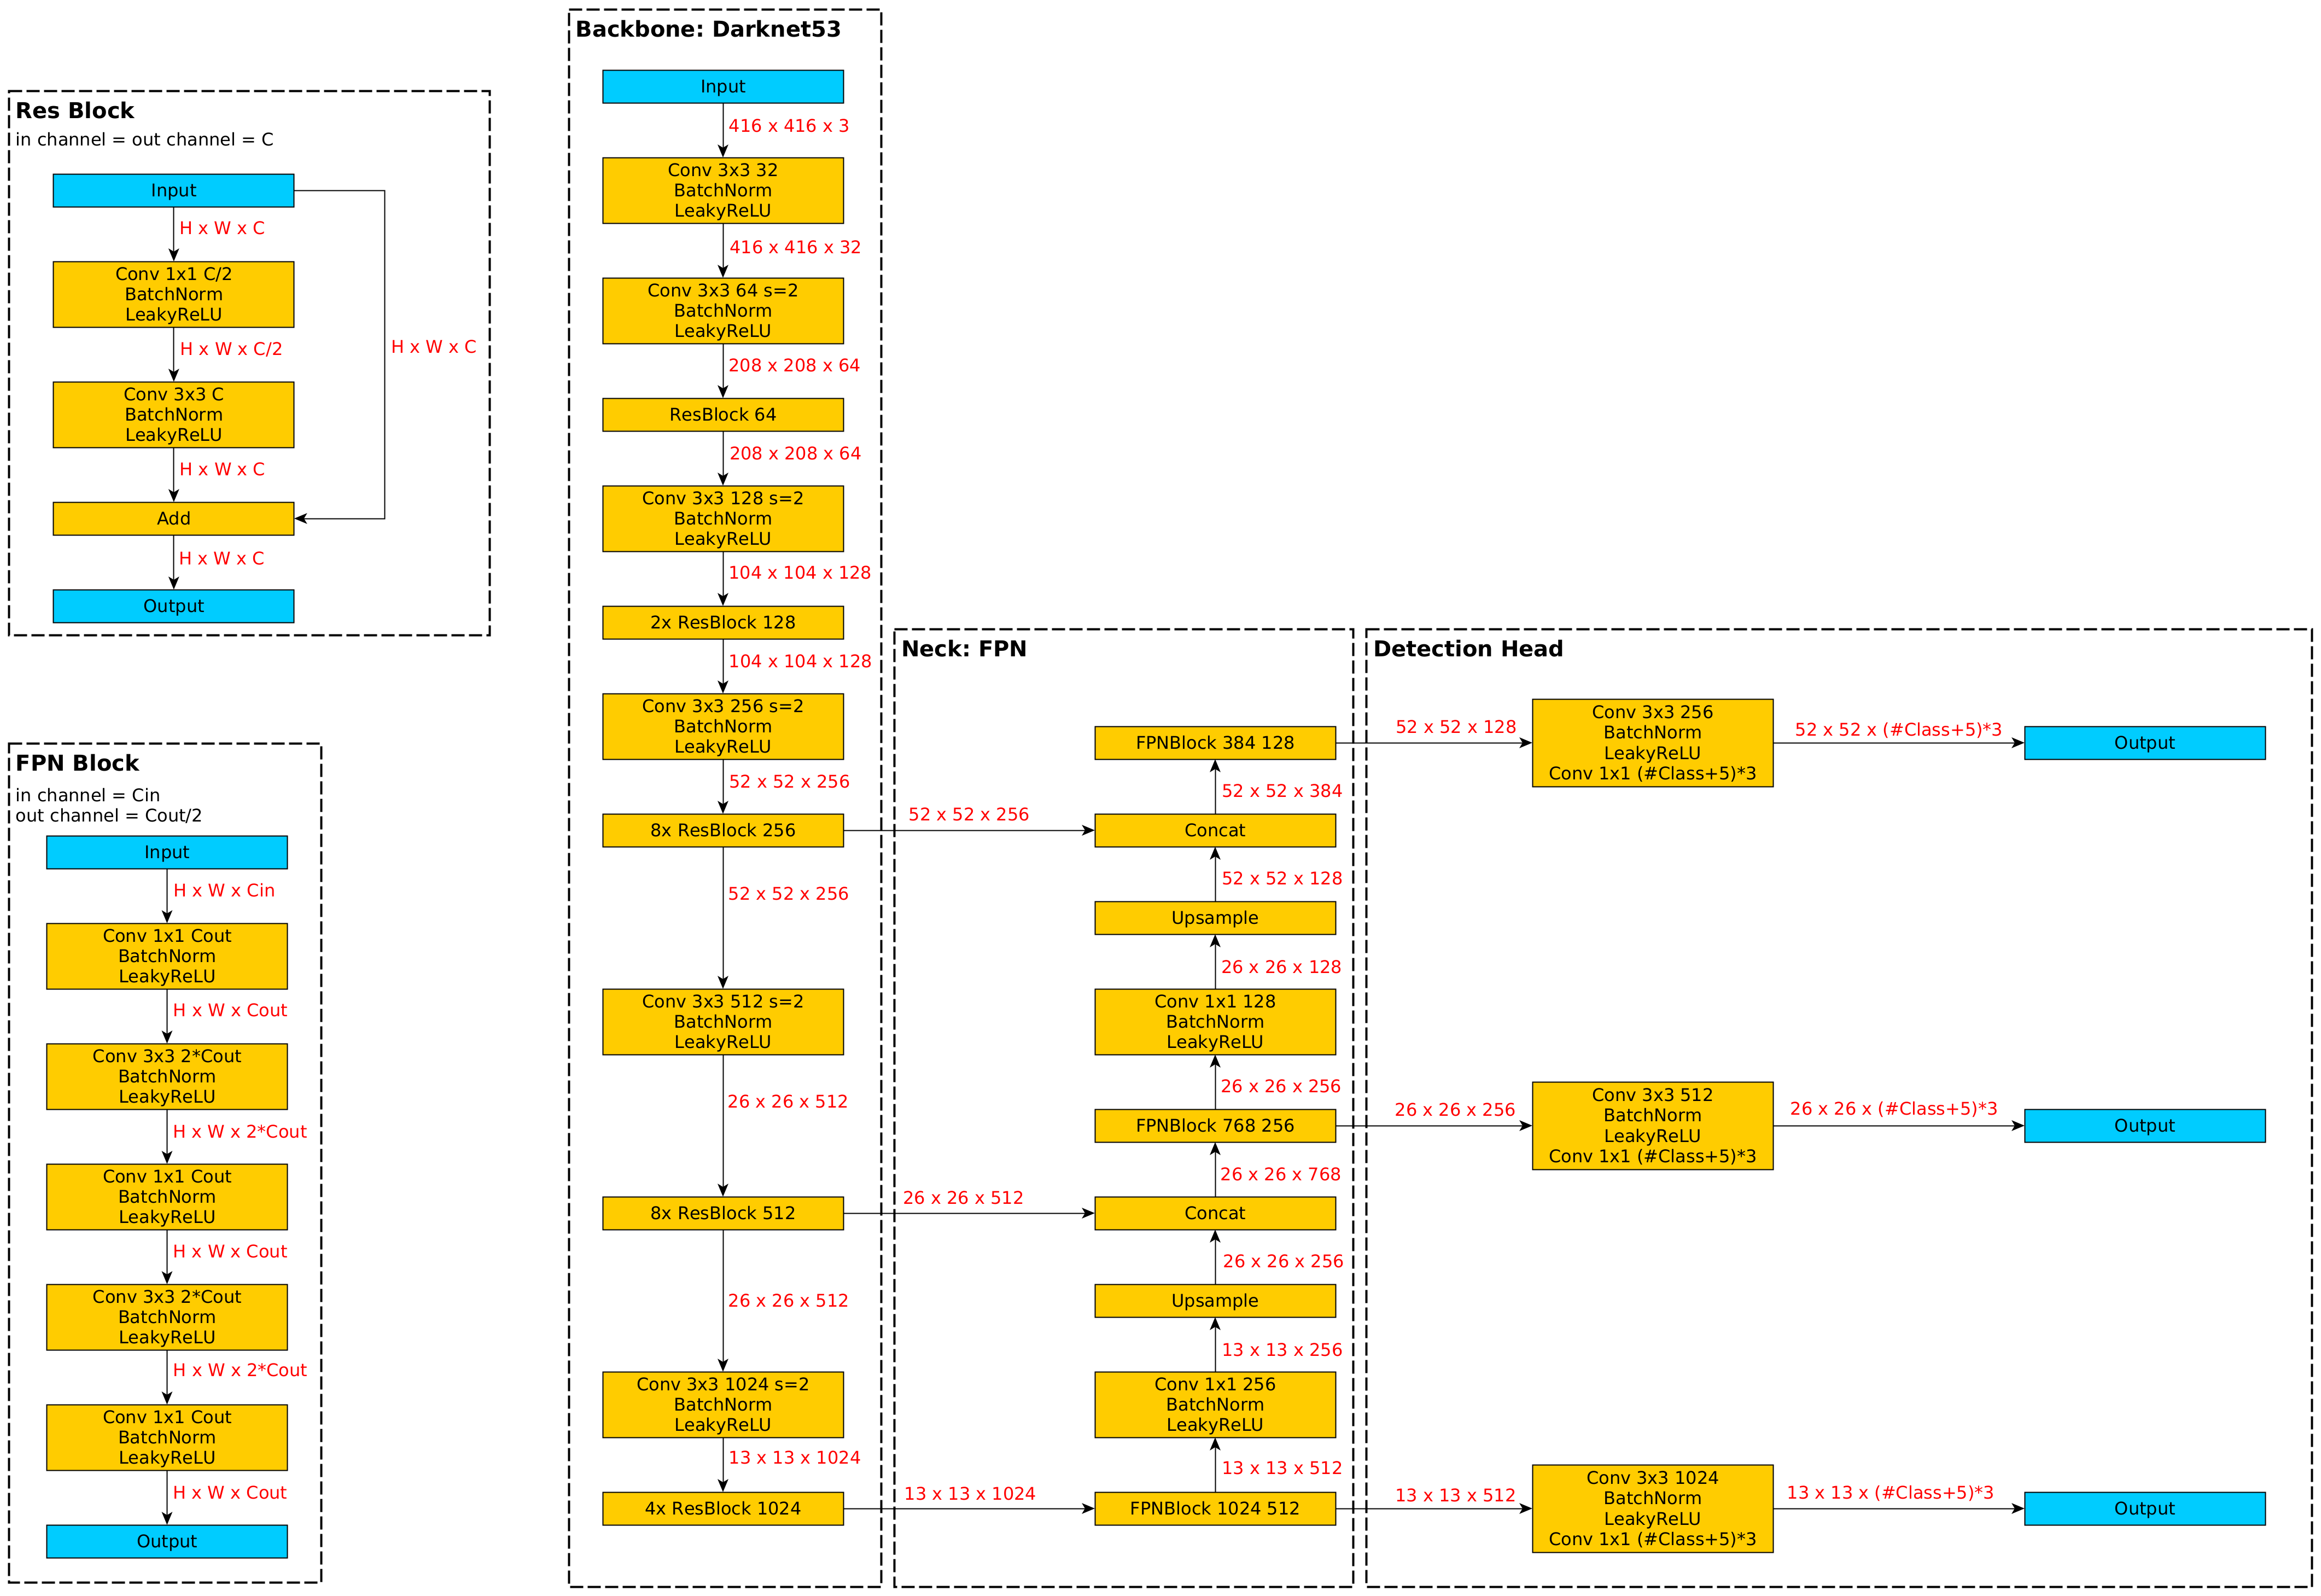 Res Block
in channel = out channel = C
Input
H x W x C
Conv 1x1 C/2
BatchNorm
LeakyReLU
H x W x C/2
H x W x C
Conv 3x3 C
BatchNorm
LeakyReLU
H x W x C
Add
H x W x C
Output
FPN Block
in channel = Cin
out channel = Cout/2
Input
H x W x Cin
Conv 1x1 Cout
BatchNorm
LeakyReLU
H x W x Cout
Conv 3x3 2*Cout
BatchNorm
LeakyReLU
H x W x 2*Cout
Conv 1x1 Cout
BatchNorm
LeakyReLU
H x W x Cout
Conv 3x3 2*Cout
BatchNorm
LeakyReLU
H x W x 2*Cout
Conv 1x1 Cout
BatchNorm
LeakyReLU
H x W x Cout
Output
Backbone: Darknet53
Input
416 x 416 x 3
Conv 3x3 32
BatchNorm
LeakyReLU
416 x 416 x 32
Conv 3x3 64 s=2
BatchNorm
LeakyReLU
208 x 208 x 64
ResBlock 64
208 x 208 x 64
Conv 3x3 128 s=2
BatchNorm
LeakyReLU
104 x 104 x 128
2x ResBlock 128
104 x 104 x 128
Conv 3x3 256 s=2
BatchNorm
LeakyReLU
52 x 52 x 256
8x ResBlock 256
52 x 52 x 256
Conv 3x3 512 s=2
BatchNorm
LeakyReLU
26 x 26 x 512
8x ResBlock 512
26 x 26 x 512
Conv 3x3 1024 s=2
BatchNorm
LeakyReLU
13 x 13 x 1024
4x ResBlock 1024
Neck: FPN
FPNBlock 384 128
52 x 52 x 384
52 x 52 x 256
Concat
52 x 52 x 128
Upsample
26 x 26 x 128
Conv 1x1 128
BatchNorm
LeakyReLU
26 x 26 x 256
FPNBlock 768 256
26 x 26 x 768
26 x 26 x 512
Concat
26 x 26 x 256
Upsample
13 x 13 x 256
Conv 1x1 256
BatchNorm
LeakyReLU
13 x 13 x 512
13 x 13 x 1024
FPNBlock 1024 512
Detection Head
52 x 52 x 128
Conv 3x3 256
BatchNorm
LeakyReLU
Conv 1x1 (#Class+5)*3
52 x 52 x (#Class+5)*3
Output
26 x 26 x 256
Conv 3x3 512
BatchNorm
LeakyReLU
Conv 1x1 (#Class+5)*3
26 x 26 x (#Class+5)*3
Output
13 x 13 x 512
Conv 3x3 1024
BatchNorm
LeakyReLU
Conv 1x1 (#Class+5)*3
13 x 13 x (#Class+5)*3
Output